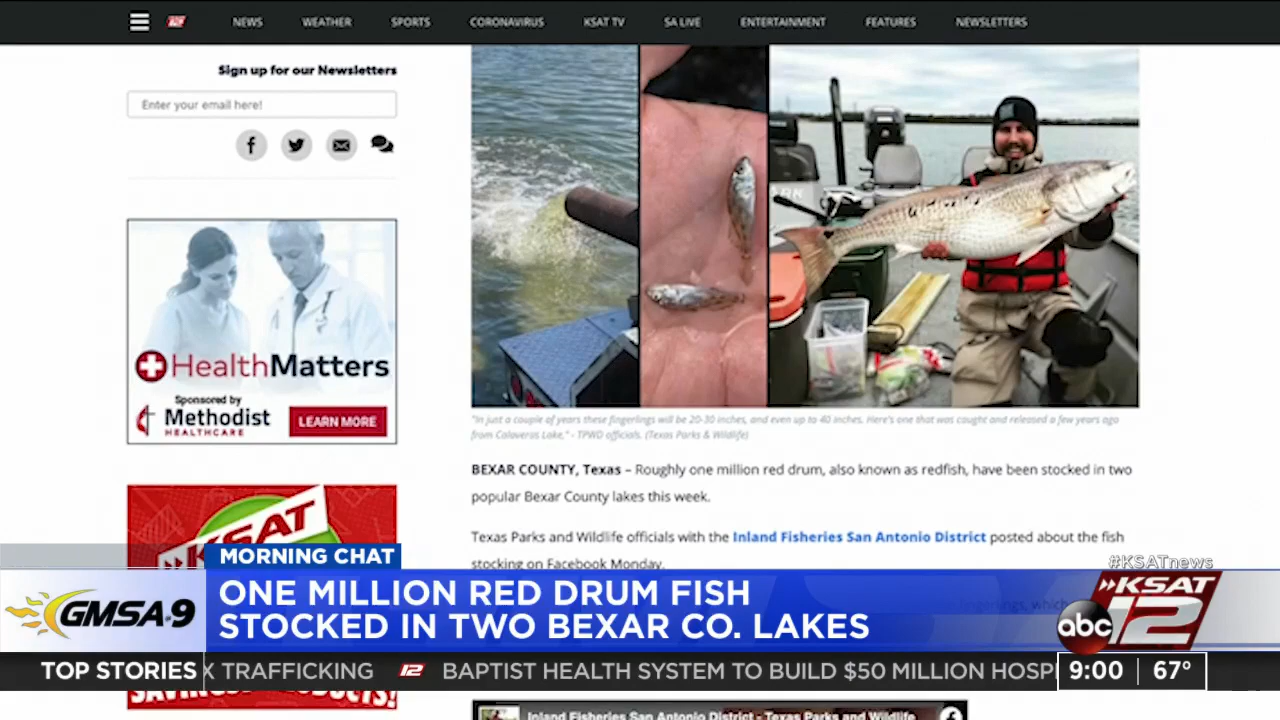 NEWS WEATHER SPORTS CORONAVIRUS KSAT TV SA LIVE ENTERTAINMENT FEATURES NEWSLETTERS
Sign up for our Newsletters
Enter your email here!
HealthMatters
Sponsored by
Methodist
HEALTHCARE
LEARN MORE
KSAT
"In just a couple of years these fingerlings will be 20-30 inches, and even up to 40 inches. Here's one that was caught and released a few years ago
from Calaveras Lake," - TPWD officials. (Texas Parks & Wildlife)
BEXAR COUNTY, Texas – Roughly one million red drum, also known as redfish, have been stocked in two
popular Bexar County lakes this week.
Texas Parks and Wildlife officials with the Inland Fisheries San Antonio District posted about the fish
stocking on Facebook Monday.
#KSATnews
MORNING CHAT
GMSA@9
ONE MILLION RED DRUM FISH
STOCKED IN TWO BEXAR CO. LAKES
KSAT
abc 12
TOP STORIES X TRAFFICKING 12 BAPTIST HEALTH SYSTEM TO BUILD $50 MILLION HOSP
9:00 67°
Inland Fisheries San Antonio District - Texas Parks and Wildlife